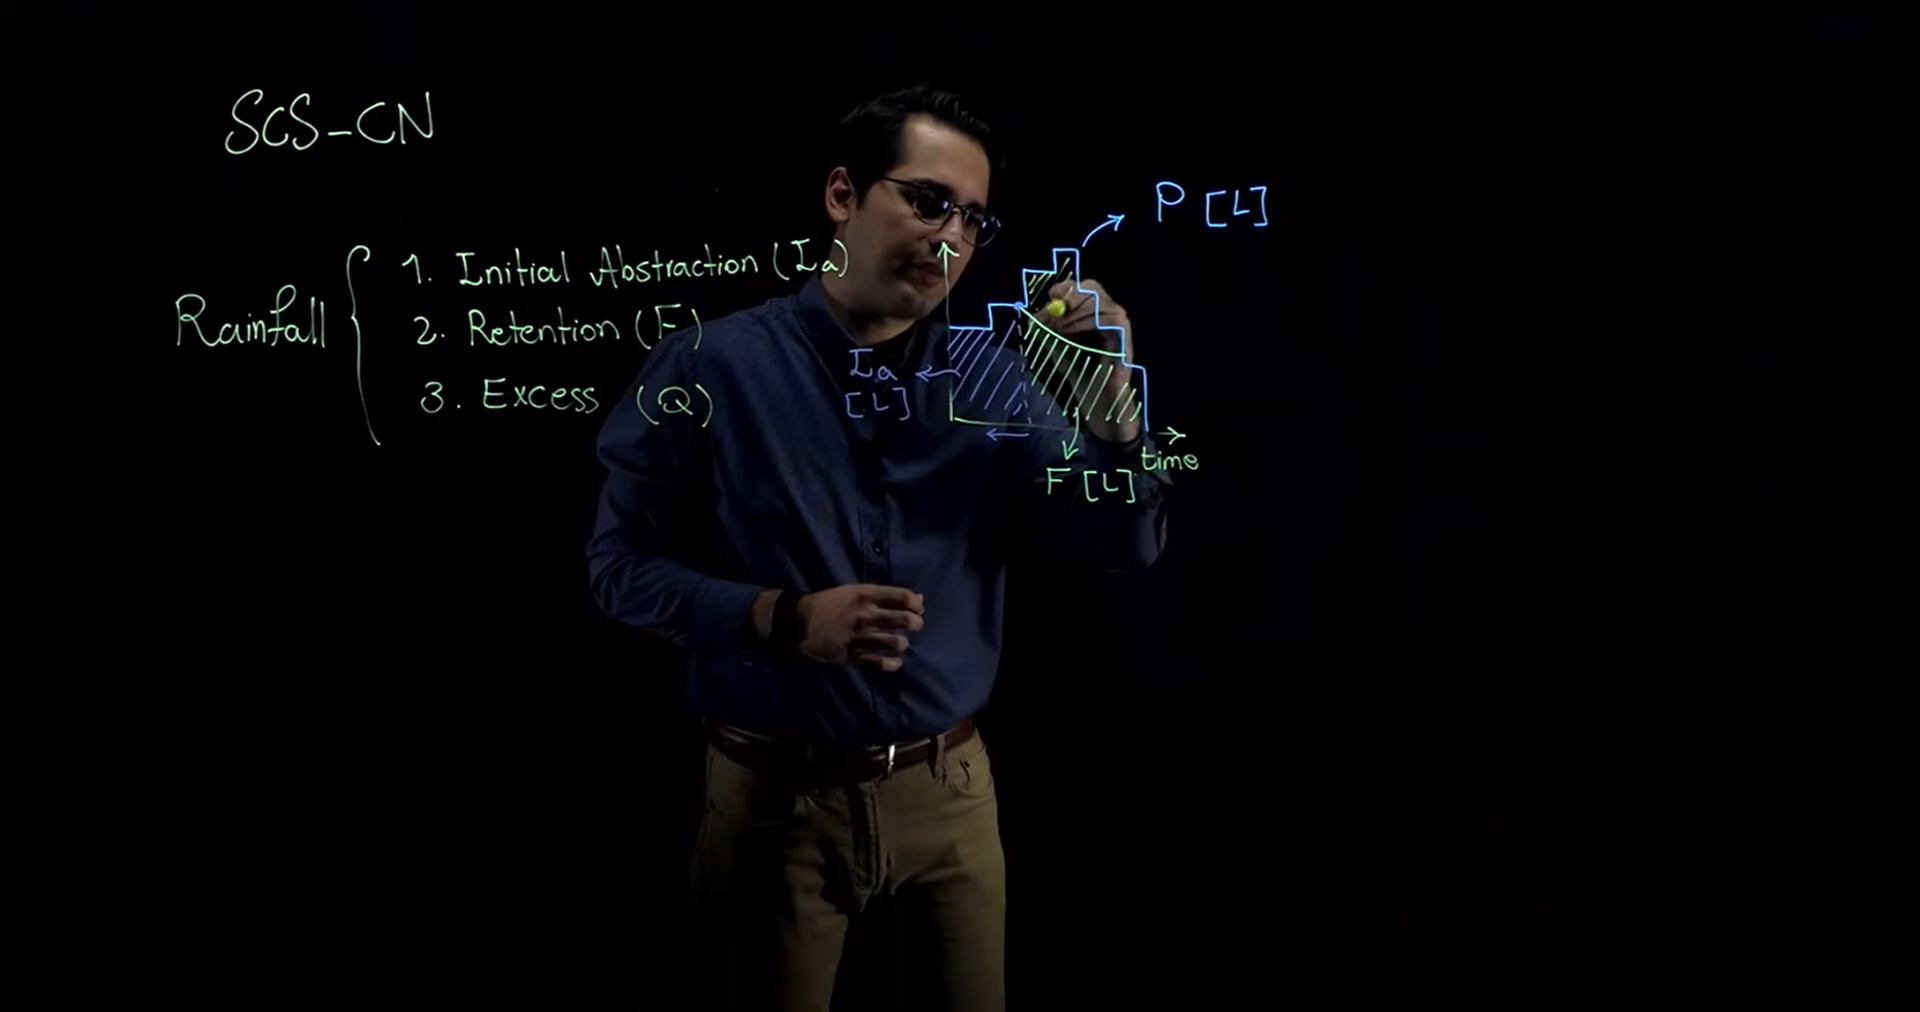 SCS-CN
Rainfall
1. Initial Abstraction (Ia)
2. Retention (F)
3. Excess (Q)
P [L]
Ia
[L]
F [L]
time